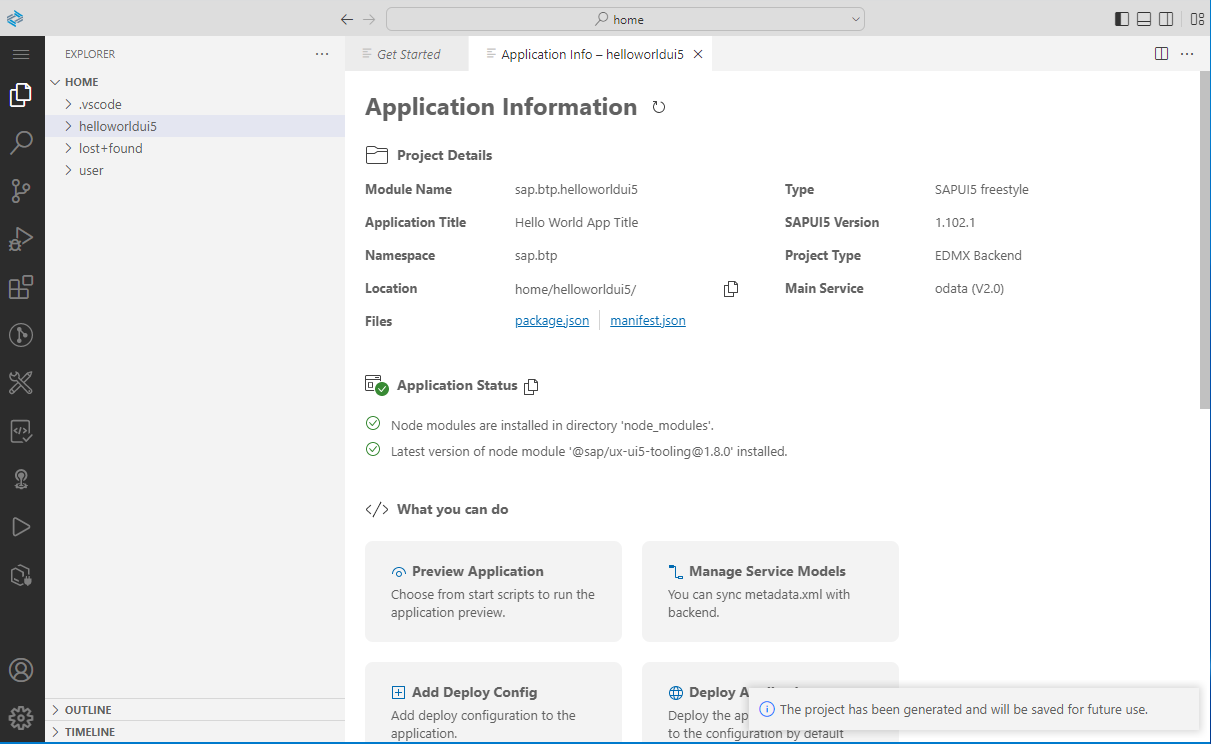 home
EXPLORER
HOME
.vscode
helloworldui5
lost+found
user
OUTLINE
TIMELINE
Get Started
Application Info – helloworldui5
Application Information
Project Details
Module Name sap.btp.helloworldui5 Type SAPUI5 freestyle
Application Title Hello World App Title SAPUI5 Version 1.102.1
Namespace sap.btp Project Type EDMX Backend
Location home/helloworldui5/ Main Service odata (V2.0)
Files package.json manifest.json
Application Status
Node modules are installed in directory 'node_modules'.
Latest version of node module '@sap/ux-ui5-tooling@1.8.0' installed.
</> What you can do
Preview Application
Choose from start scripts to run the
application preview.
Manage Service Models
You can sync metadata.xml with
backend.
Add Deploy Config
Add deploy configuration to the
application.
Deploy
Deploy the
to the configuration by default
The project has been generated and will be saved for future use.